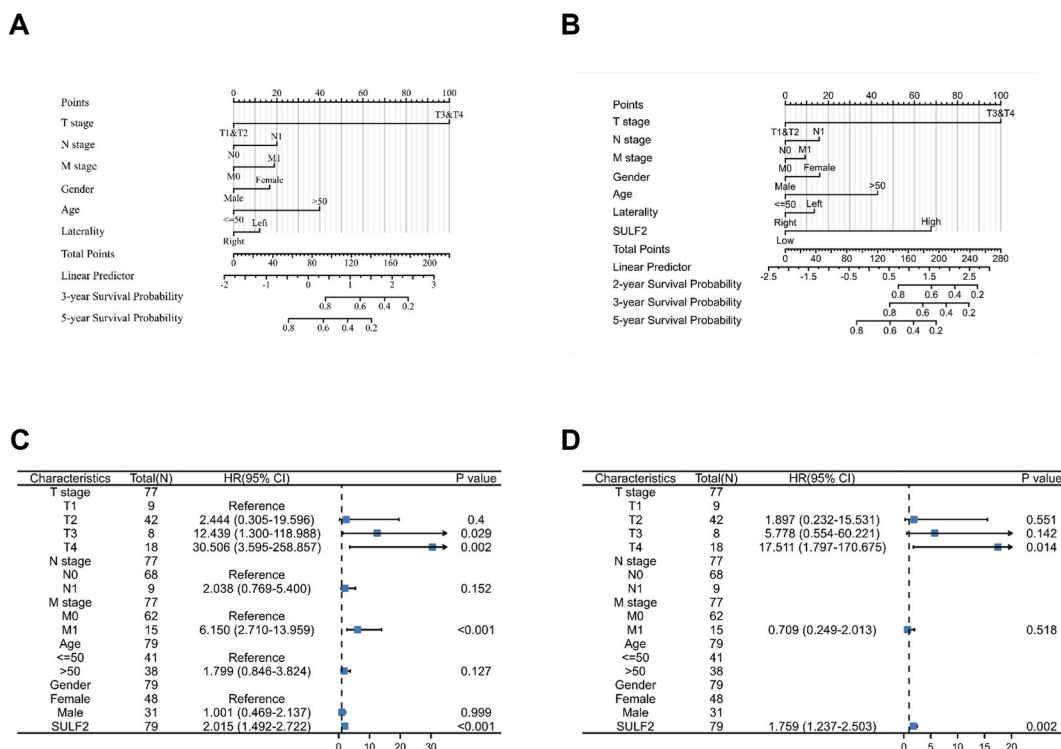 A
Points
0 20 40 60 80 100
T stage
T1&T2 T3&T4
N stage
N0 N1
M stage
M0 M1
Gender
Male Female
Age
<=50 >50
Laterality
Right Left
Total Points
0 40 80 120 160 200
Linear Predictor
-2 -1 0 1 2 3
3-year Survival Probability
0.8 0.6 0.4 0.2
5-year Survival Probability
0.8 0.6 0.4 0.2
B
Points
0 20 40 60 80 100
T stage
T1&T2 T3&T4
N stage
N0 N1
M stage
M0 M1
Gender
Male Female
Age
<=50 >50
Laterality
Right Left
SULF2
Low High
Total Points
0 40 80 120 160 200 240 280
Linear Predictor
-2.5 -1.5 -0.5 0.5 1.5 2.5
2-year Survival Probability
0.8 0.6 0.4 0.2
3-year Survival Probability
0.8 0.6 0.4 0.2
5-year Survival Probability
0.8 0.6 0.4 0.2
C
Characteristics Total(N) HR(95% CI) P value
T stage 77
T1 9 Reference
T2 42 2.444 (0.305-19.596) 0.4
T3 8 12.439 (1.300-118.988) 0.029
T4 18 30.506 (3.595-258.857) 0.002
N stage 77
N0 68 Reference
N1 9 2.038 (0.769-5.400) 0.152
M stage 77
M0 62 Reference
M1 15 6.150 (2.710-13.959) <0.001
Age 79
<=50 41 Reference
>50 38 1.799 (0.846-3.824) 0.127
Gender 79
Female 48 Reference
Male 31 1.001 (0.469-2.137) 0.999
SULF2 79 2.015 (1.492-2.722) <0.001
0 10 20 30
D
Characteristics Total(N) HR(95% CI) P value
T stage 77
T1 9
T2 42 1.897 (0.232-15.531) 0.551
T3 8 5.778 (0.554-60.221) 0.142
T4 18 17.511 (1.797-170.675) 0.014
N stage 77
N0 68
N1 9
M stage 77
M0 62
M1 15 0.709 (0.249-2.013) 0.518
Age 79
<=50 41
>50 38
Gender 79
Female 48
Male 31
SULF2 79 1.759 (1.237-2.503) 0.002
0 5 10 15 20